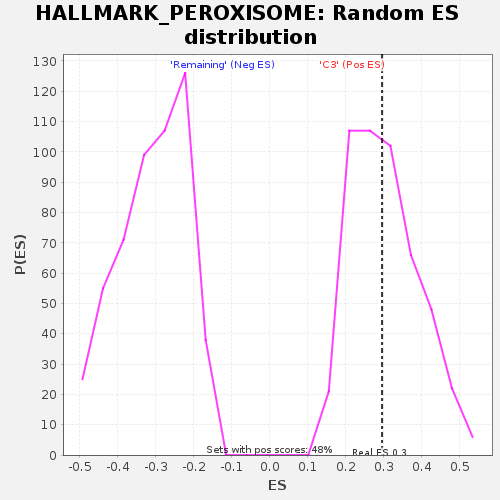 HALLMARK_PEROXISOME: Random ES
distribution
'Remaining' (Neg ES)
'C3' (Pos ES)
130
120
110
100
90
80
70
60
50
40
30
20
10
0
P(ES)
Sets with pos scores: 48%
Real ES 0.3
-0.5 -0.4 -0.3 -0.2 -0.1 0.0 0.1 0.2 0.3 0.4 0.5
ES